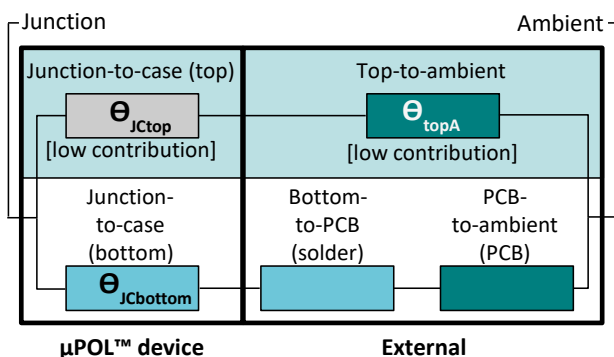 Junction
Ambient
Junction-to-case (top)
Top-to-ambient
ϴJCtop
ϴtopA
[low contribution]
[low contribution]
Junction-
to-case
(bottom)
Bottom-
to-PCB
(solder)
PCB-
to-ambient
(PCB)
ϴJCbottom
µPOL™ device
External